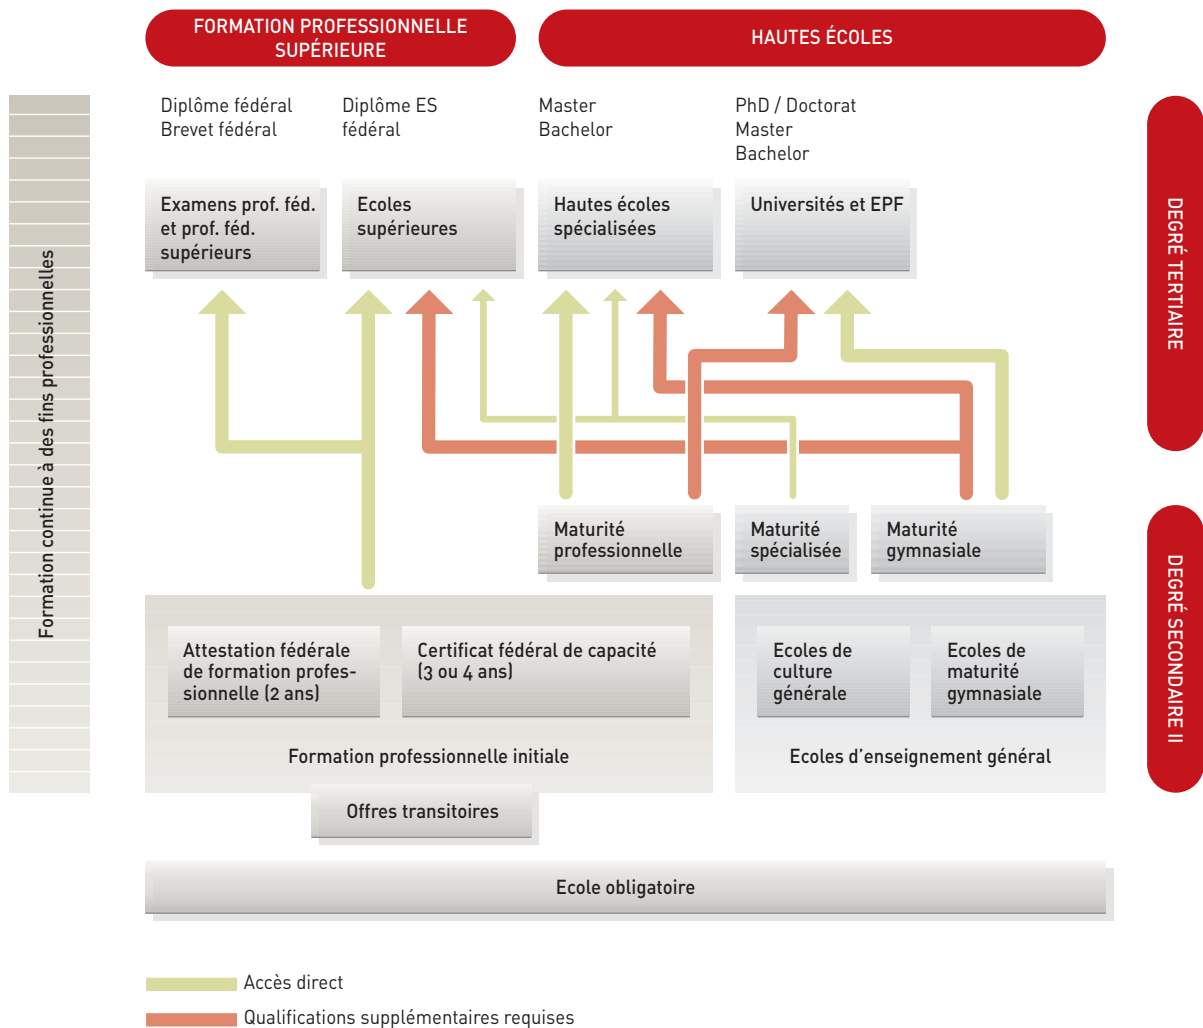 FORMATION PROFESSIONNELLE
SUPÉRIEURE
HAUTES ÉCOLES
Diplôme fédéral
Brevet fédéral
Diplôme ES
fédéral
Master
Bachelor
PhD / Doctorat
Master
Bachelor
Examens prof. féd.
et prof. féd.
supérieurs
Ecoles
supérieures
Hautes écoles
spécialisées
Universités et EPF
DEGRÉ TERTIAIRE
Formation continue à des fins professionnelles
Maturité
professionnelle
Maturité
spécialisée
Maturité
gymnasiale
DEGRÉ SECONDAIRE II
Attestation fédérale
de formation profes-
sionnelle (2 ans)
Certificat fédéral de capacité
(3 ou 4 ans)
Ecoles de
culture
générale
Ecoles de
maturité
gymnasiale
Formation professionnelle initiale
Ecoles d’enseignement général
Offres transitoires
Ecole obligatoire
Accès direct
Qualifications supplémentaires requises